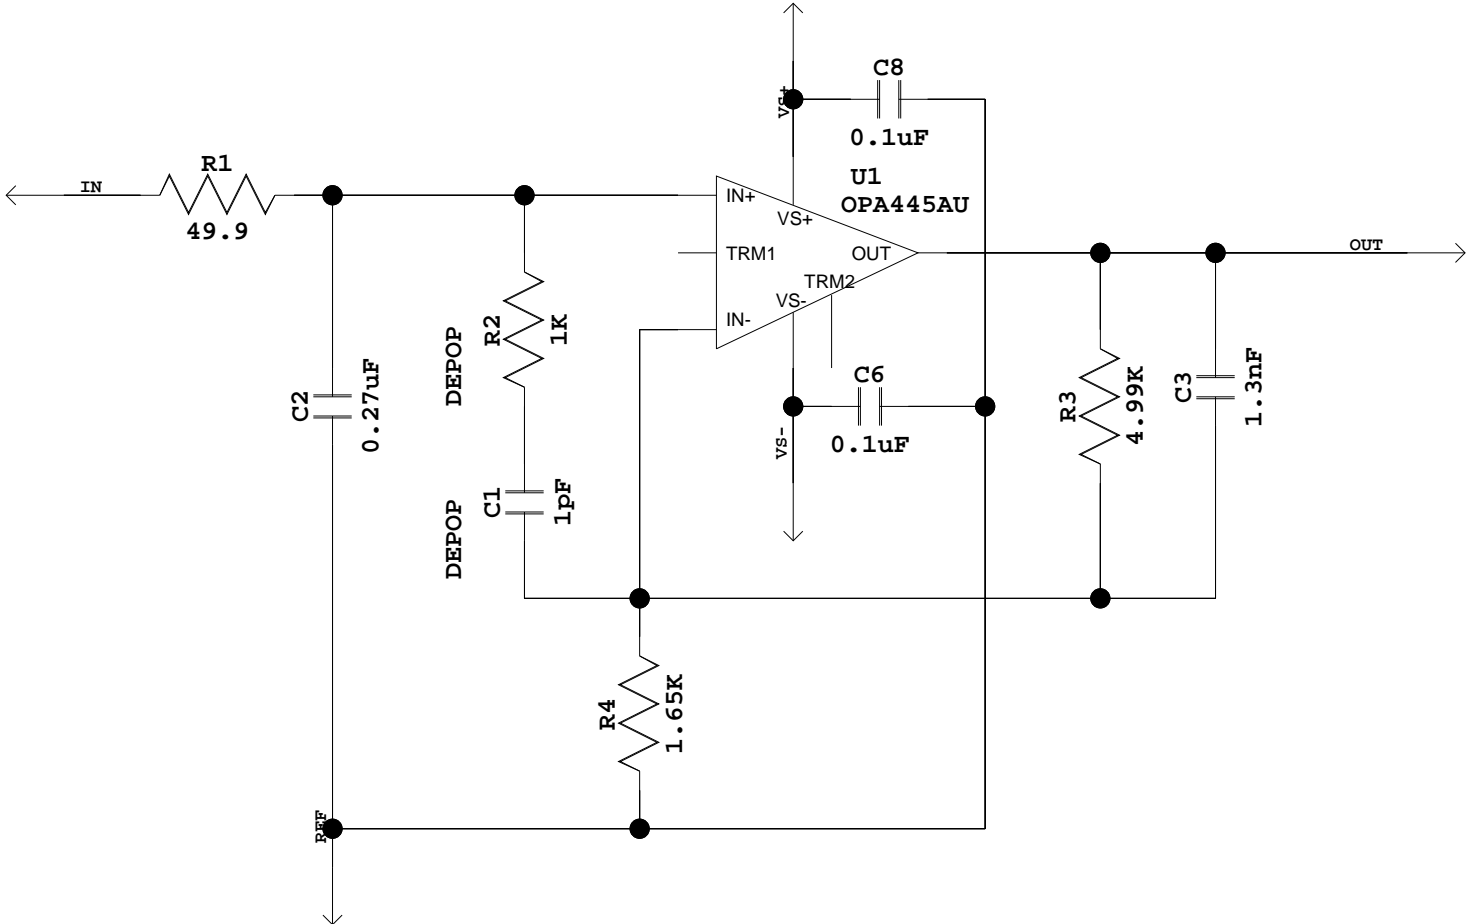 vs+
C8
0.1uF
R1
IN
49.9
U1
OPA445AU
IN+
VS+
TRM1
OUT
OUT
TRM2
VS-
IN-
DEPOP
R2
1K
C2
0.27uF
C6
0.1uF
vs-
R3
4.99K
C3
1.3nF
DEPOP
C1
1pF
R4
1.65K
REF